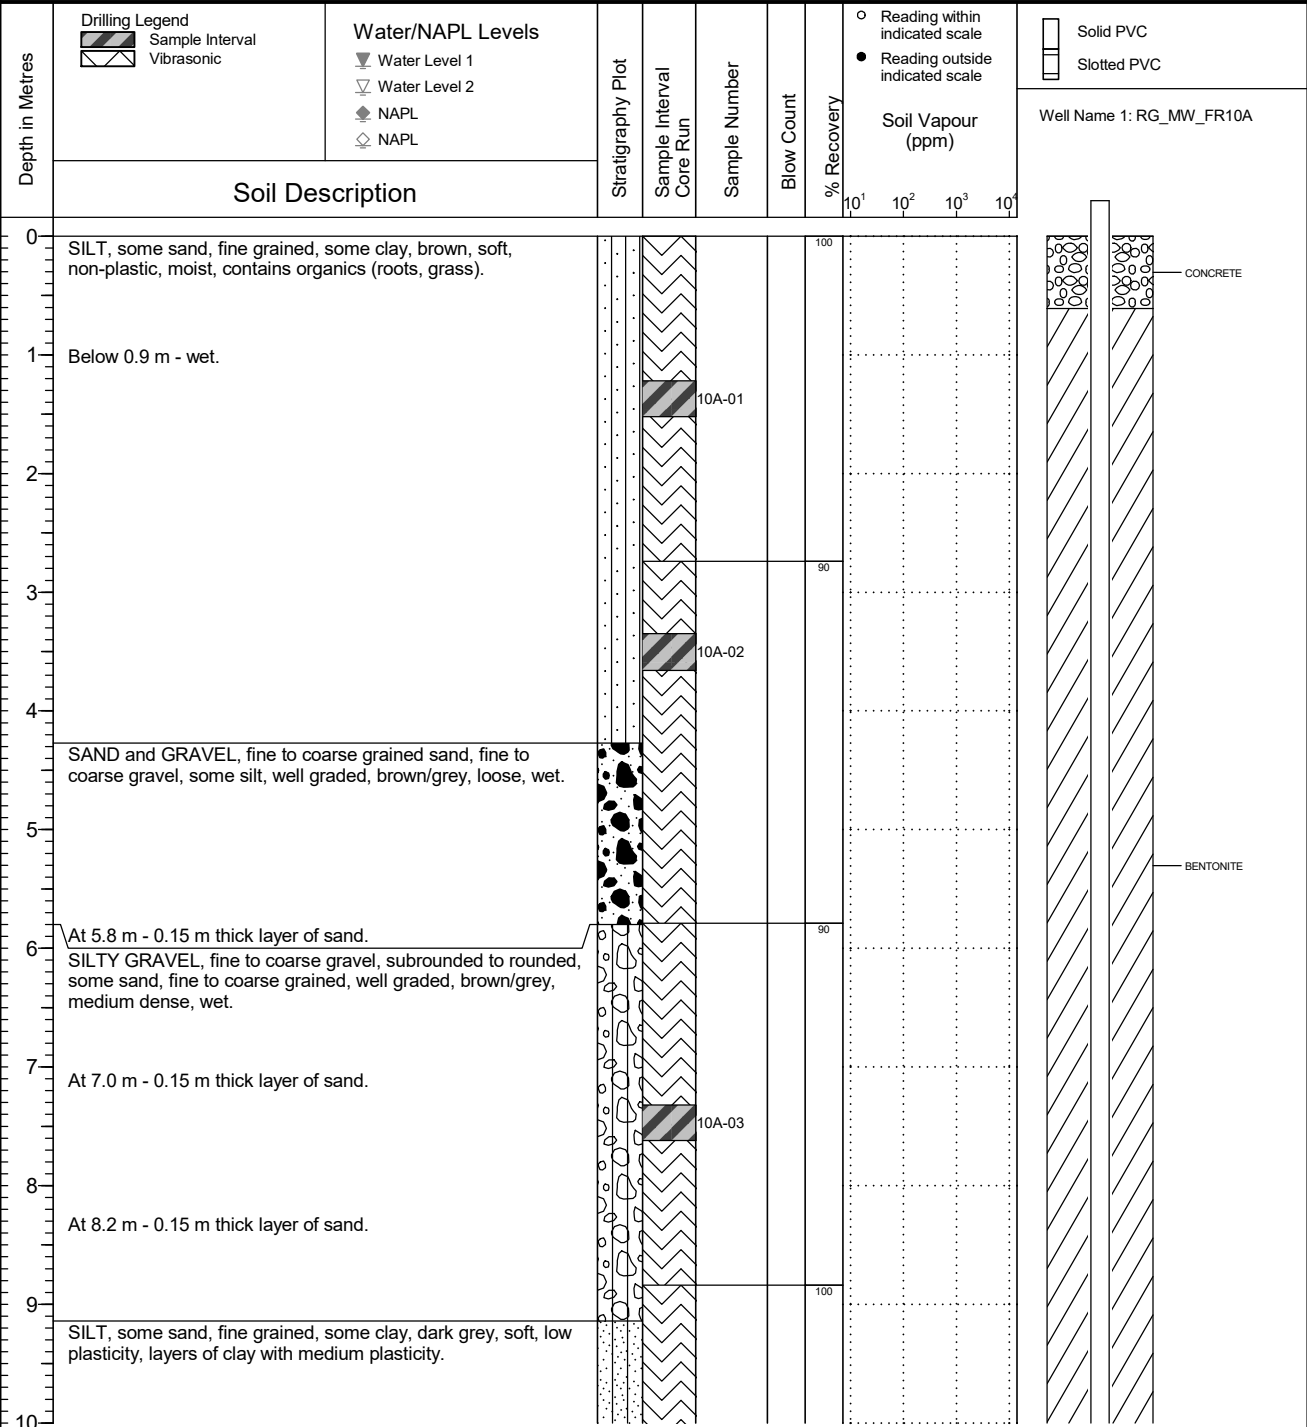 Drilling Legend
Sample Interval
Vibrasonic
Water/NAPL Levels
Water Level 1
Water Level 2
NAPL
NAPL
Depth in Metres
Soil Description
Stratigraphy Plot
Sample Interval
Core Run
Sample Number
Blow Count
% Recovery
Reading within
indicated scale
Reading outside
indicated scale
Soil Vapour
(ppm)
10¹ 10² 10³ 10⁴
Solid PVC
Slotted PVC
Well Name 1: RG_MW_FR10A
0
SILT, some sand, fine grained, some clay, brown, soft,
non-plastic, moist, contains organics (roots, grass).
100
CONCRETE
1
Below 0.9 m - wet.
10A-01
2
90
3
10A-02
4
SAND and GRAVEL, fine to coarse grained sand, fine to
coarse gravel, some silt, well graded, brown/grey, loose, wet.
5
BENTONITE
At 5.8 m - 0.15 m thick layer of sand.
90
6
SILTY GRAVEL, fine to coarse gravel, subrounded to rounded,
some sand, fine to coarse grained, well graded, brown/grey,
medium dense, wet.
7
At 7.0 m - 0.15 m thick layer of sand.
10A-03
8
At 8.2 m - 0.15 m thick layer of sand.
100
9
SILT, some sand, fine grained, some clay, dark grey, soft, low
plasticity, layers of clay with medium plasticity.
10